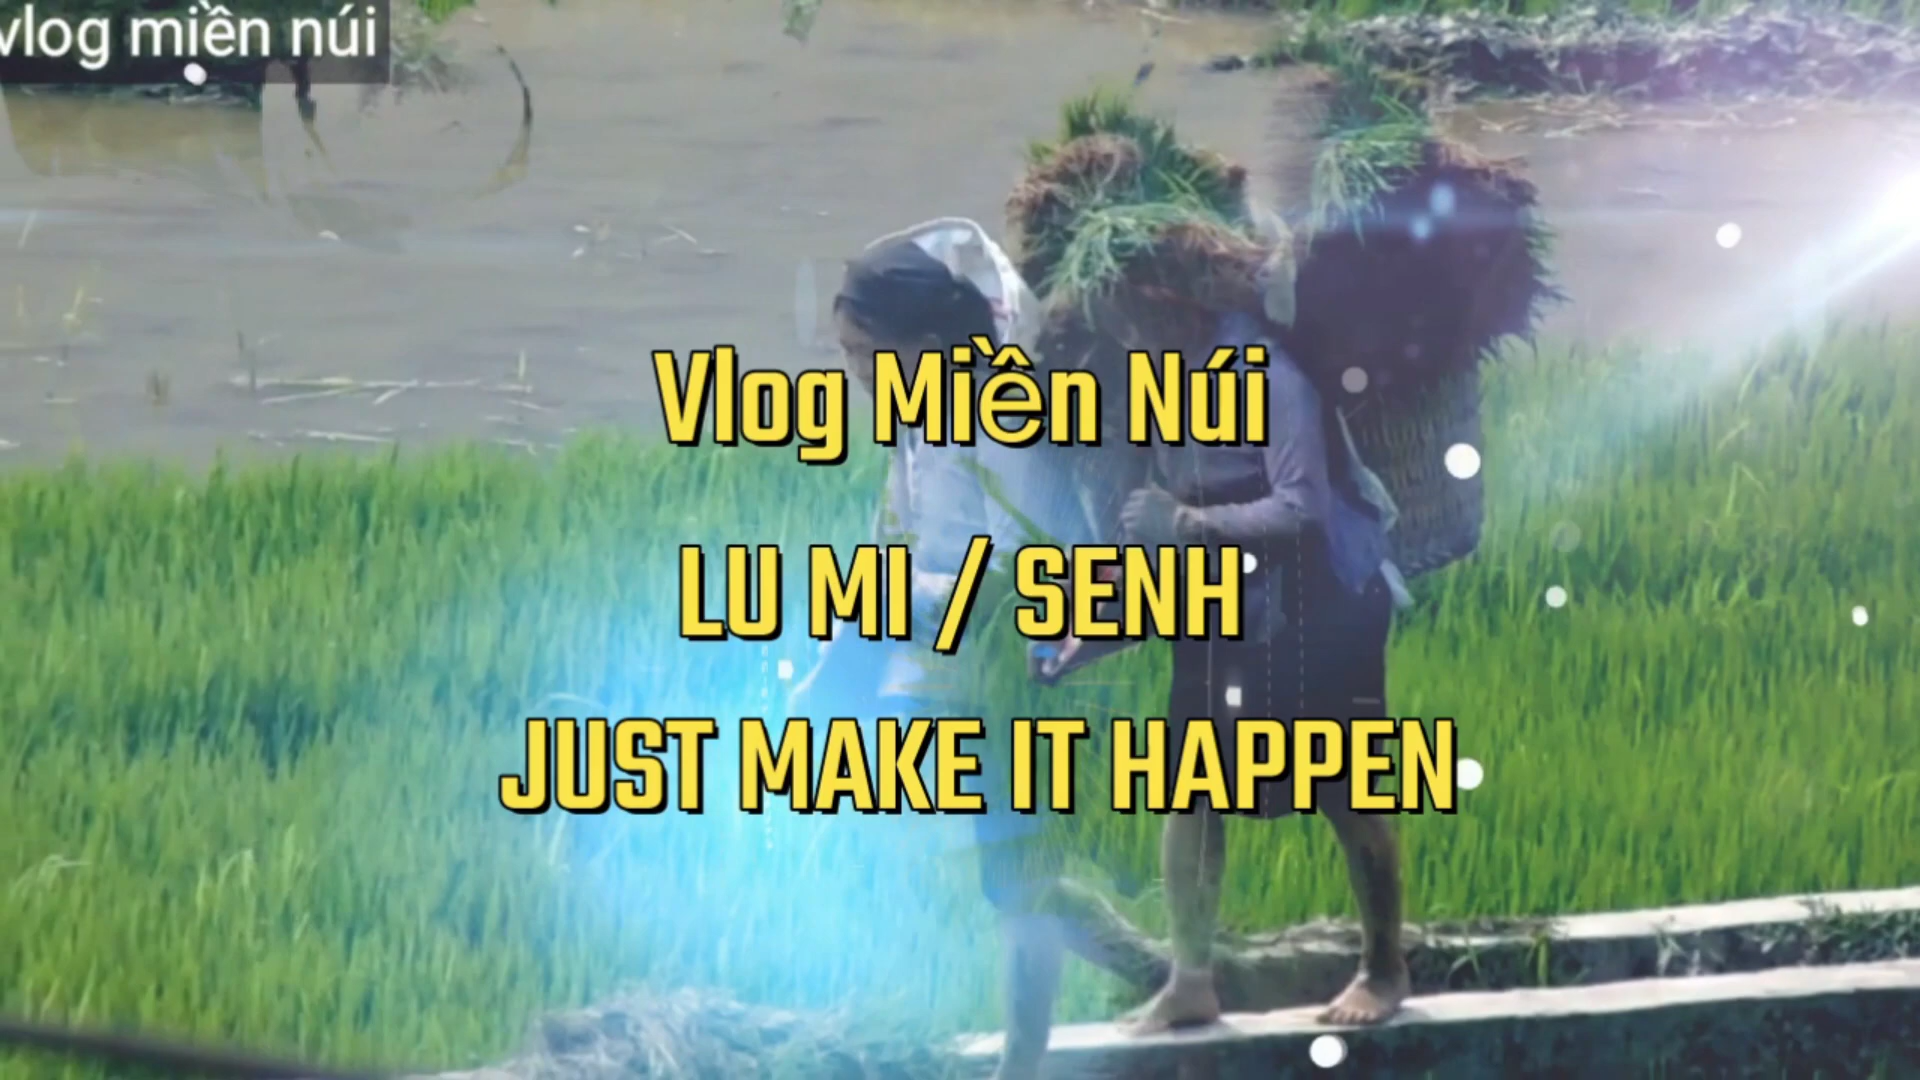 vlog miền núi
Vlog Miền Núi
LU MI / SENH
JUST MAKE IT HAPPEN